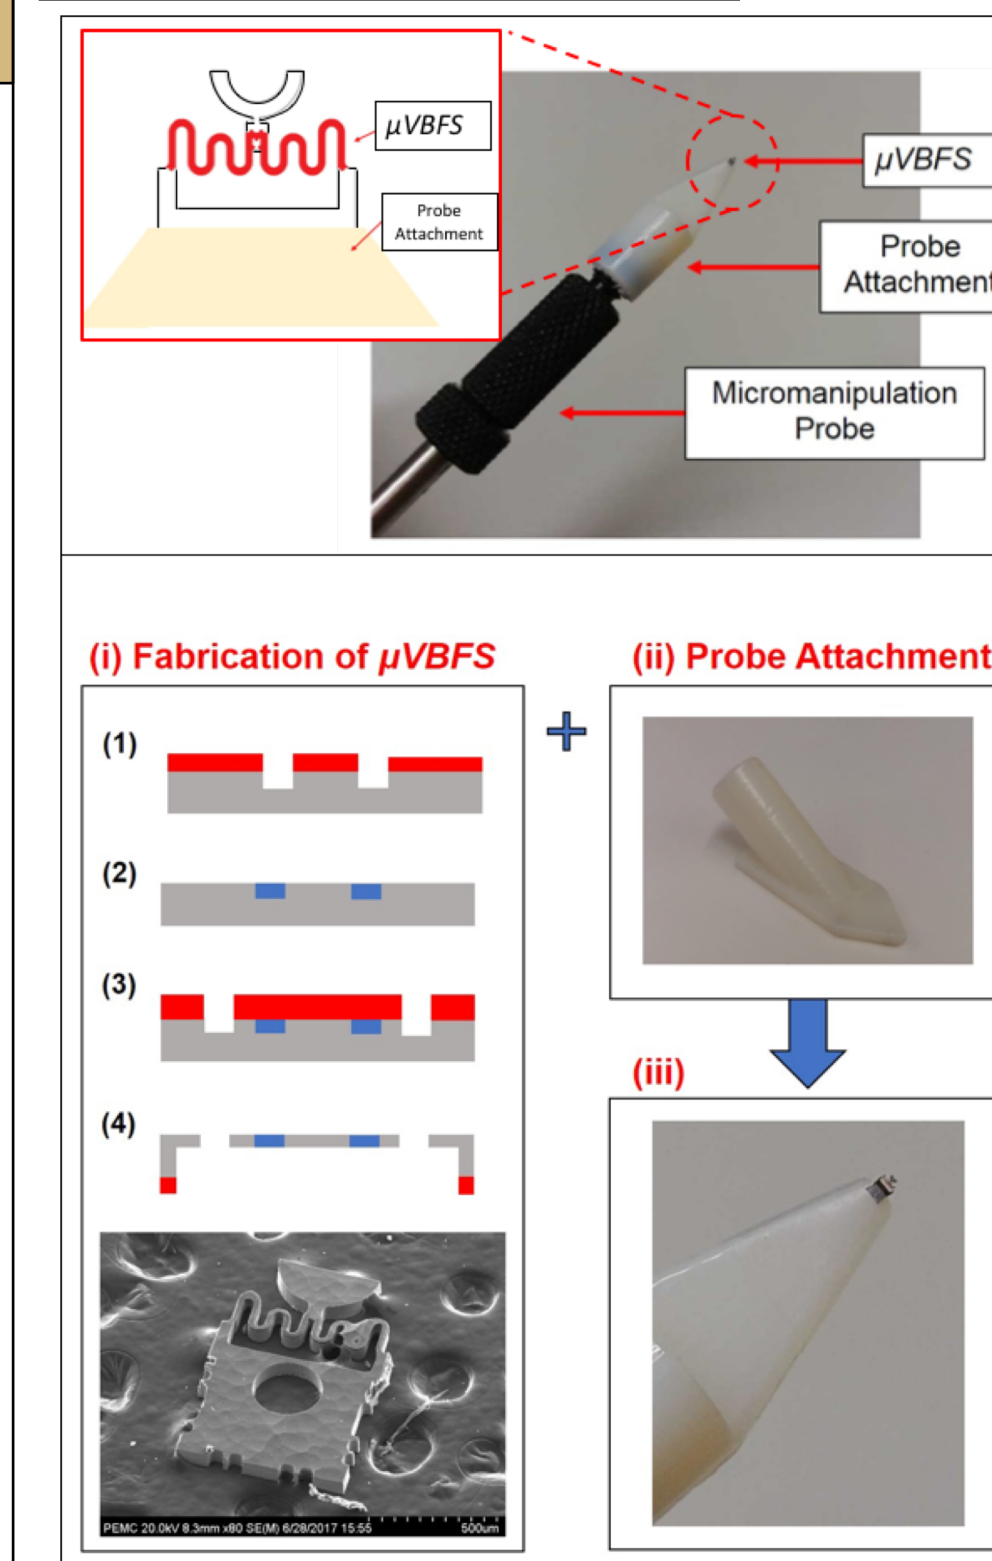 μVBFS
Probe
Attachment
μVBFS
Probe
Attachment
Micromanipulation
Probe
(i) Fabrication of μVBFS
(ii) Probe Attachment
(1)
(2)
(3)
(4)
(iii)
PEMC 20.0kV 8.3mm x80 SE(M) 6/28/2017 15:55
500um